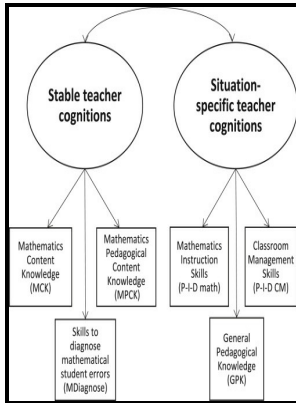 Stable teacher
cognitions
Situation-
specific teacher
cognitions
Mathematics
Content
Knowledge
(MCK)
Mathematics
Pedagogical
Content
Knowledge
(MPCK)
Mathematics
Instruction
Skills
(P-I-D math)
Classroom
Management
Skills
(P-I-D CM)
Skills to
diagnose
mathematical
student errors
(MDiagnose)
General
Pedagogical
Knowledge
(GPK)